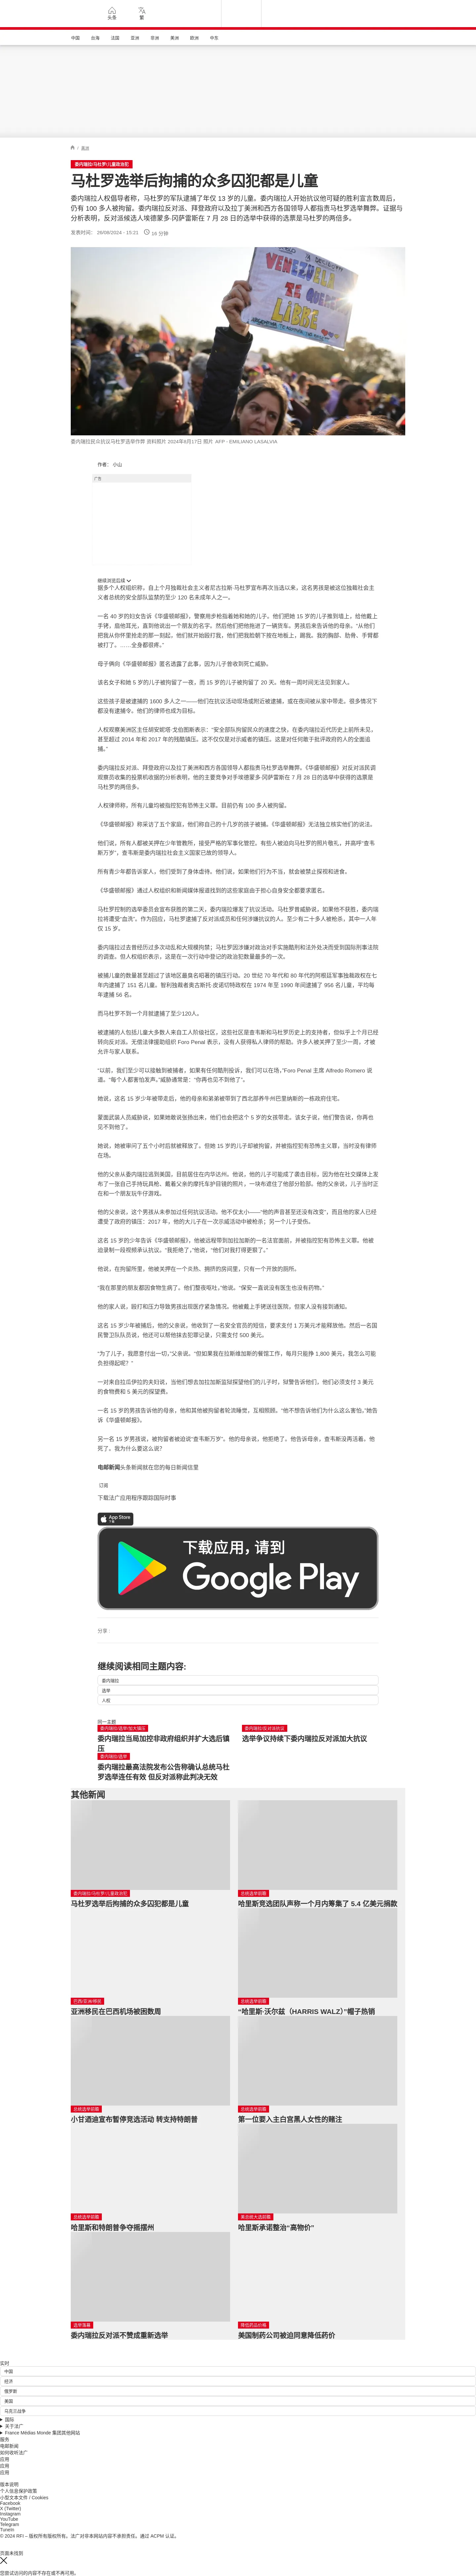 头条
繁
中国
台海
法国
亚洲
非洲
美洲
欧洲
中东
美洲
委内瑞拉/马杜罗/儿童政治犯
马杜罗选举后拘捕的众多囚犯都是儿童
委内瑞拉人权倡导者称，马杜罗的军队逮捕了年仅 13 岁的儿童。委内瑞拉人开始抗议他可疑的胜利宣言数周后，
仍有 100 多人被拘留。委内瑞拉反对派、拜登政府以及拉丁美洲和西方各国领导人都指责马杜罗选举舞弊。证据与
分析表明，反对派候选人埃德蒙多·冈萨雷斯在 7 月 28 日的选举中获得的选票是马杜罗的两倍多。
发表时间： 26/08/2024 - 15:21
16 分钟
VENEZUELA
TE QUIERO
LIBRE
委内瑞拉民众抗议马杜罗选举作弊 资料照片 2024年8月17日 照片 AFP - EMILIANO LASALVIA
作者： 小山
广告
继续浏览后续
据多个人权组织称，自上个月独裁社会主义者尼古拉斯·马杜罗宣布再次当选以来，这名男孩是被这位独裁社会主
义者总统的安全部队监禁的至少 120 名未成年人之一。
一名 40 岁的妇女告诉《华盛顿邮报》，警察用步枪指着她和她的儿子。他们把她 15 岁的儿子推到墙上，给他戴上
手铐，扇他耳光，直到他说出一个朋友的名字。然后他们把他拖进了一辆货车。男孩后来告诉他的母亲，“从他们
把我从你怀里抢走的那一刻起，他们就开始殴打我，他们把我脸朝下按在地板上，踢我。我的胸部、肋骨、手臂都
被打了。……全身都很疼。”
母子俩向《华盛顿邮报》匿名透露了此事，因为儿子曾收到死亡威胁。
该名女子和她 5 岁的儿子被拘留了一夜，而 15 岁的儿子被拘留了 20 天。他有一周时间无法见到家人。
这些孩子是被逮捕的 1600 多人之一——他们在抗议活动现场或附近被逮捕，或在夜间被从家中带走。很多情况下
都没有逮捕令。他们的律师也成为目标。
人权观察美洲区主任胡安妮塔·戈伯图斯表示：“安全部队拘留民众的速度之快，在委内瑞拉近代历史上前所未见，
甚至超过 2014 年和 2017 年的残酷镇压。这不仅仅是对示威者的镇压。这是对任何敢于批评政府的人的全面追
捕。”
委内瑞拉反对派、拜登政府以及拉丁美洲和西方各国领导人都指责马杜罗选举舞弊。《华盛顿邮报》对反对派民调
观察员收集的投票机收据的分析表明，他的主要竞争对手埃德蒙多·冈萨雷斯在 7 月 28 日的选举中获得的选票是
马杜罗的两倍多。
人权律师称，所有儿童均被指控犯有恐怖主义罪。目前仍有 100 多人被拘留。
《华盛顿邮报》称采访了五个家庭，他们称自己的十几岁的孩子被捕。《华盛顿邮报》无法独立核实他们的说法。
他们说，所有人都被关押在少年管教所，接受严格的军事化管控。有些人被迫向马杜罗的照片敬礼，并高呼“查韦
斯万岁”，查韦斯是委内瑞拉社会主义国家已故的领导人。
所有青少年都告诉家人，他们受到了身体虐待。他们说，如果他们行为不当，就会被禁止探视和进食。
《华盛顿邮报》通过人权组织和新闻媒体报道找到的这些家庭由于担心自身安全都要求匿名。
马杜罗控制的选举委员会宣布获胜的第二天，委内瑞拉爆发了抗议活动。马杜罗曾威胁说，如果他不获胜，委内瑞
拉将遭受“血洗”。作为回应，马杜罗逮捕了反对派成员和任何涉嫌抗议的人。至少有二十多人被枪杀，其中一人年
仅 15 岁。
委内瑞拉过去曾经历过多次动乱和大规模拘禁；马杜罗因涉嫌对政治对手实施酷刑和法外处决而受到国际刑事法院
的调查。但人权组织表示，这是在一次行动中登记的政治犯数量最多的一次。
被捕儿童的数量甚至超过了该地区最臭名昭著的镇压行动。20 世纪 70 年代和 80 年代的阿根廷军事独裁政权在七
年内逮捕了 151 名儿童。智利独裁者奥古斯托·皮诺切特政权在 1974 年至 1990 年间逮捕了 956 名儿童，平均每
年逮捕 56 名。
而马杜罗不到一个月就逮捕了至少120人。
被逮捕的人包括儿童大多数人来自工人阶级社区。这些社区是查韦斯和马杜罗历史上的支持者，但似乎上个月已经
转向反对派。无偿法律援助组织 Foro Penal 表示，没有人获得私人律师的帮助。许多人被关押了至少一周，才被
允许与家人联系。
“以前，我们至少可以接触到被捕者，如果有任何酷刑投诉，我们可以在场，”Foro Penal 主席 Alfredo Romero 说
道。“每个人都害怕发声。”威胁通常是：“你再也见不到他了”。
她说，这名 15 岁少年被带走后，他的母亲和弟弟被带到了西北部养牛州巴里纳斯的一栋政府住宅。
蒙面武装人员威胁说，如果她敢说张扬出来，他们也会把这个 5 岁的女孩带走。该女子说，他们警告说，你再也
见不到他了。
她说，她被审问了五个小时后就被释放了。但她 15 岁的儿子却被拘留，并被指控犯有恐怖主义罪，当时没有律师
在场。
他的父亲从委内瑞拉逃到美国，目前居住在内华达州。他说，他的儿子可能成了袭击目标，因为他在社交媒体上发
布了一张自己手持玩具枪、戴着父亲的摩托车护目镜的照片，一块布遮住了他部分脸部。他的父亲说，儿子当时正
在和一个朋友玩牛仔游戏。
他的父亲说，这个男孩从未参加过任何抗议活动。他不仅太小——“他的声音甚至还没有改变”，而且他的家人已经
遭受了政府的镇压：2017 年，他的大儿子在一次示威活动中被枪杀；另一个儿子受伤。
这名 15 岁的少年告诉《华盛顿邮报》，他被远程带到加拉加斯的一名法官面前，并被指控犯有恐怖主义罪。他被
迫录制一段视频承认抗议。“我拒绝了，”他说，“他们对我打得更狠了。”
他说，在拘留所里，他被关押在一个炎热、拥挤的房间里，只有一个开放的厕所。
“我在那里的朋友都因食物生病了。他们整夜呕吐，”他说。“保安一直说没有医生也没有药物。”
他的家人说，殴打和压力导致男孩出现医疗紧急情况。他被戴上手铐送往医院，但家人没有接到通知。
这名 15 岁少年被捕后，他的父亲说，他收到了一名安全官员的短信，要求支付 1 万美元才能释放他。然后一名国
民警卫队队员说，他还可以帮他抹去犯罪记录，只需支付 500 美元。
“为了儿子，我愿意付出一切，”父亲说。“但如果我在拉斯维加斯的餐馆工作，每月只能挣 1,800 美元，我怎么可能
负担得起呢？”
一对来自拉瓜伊拉的夫妇说，当他们想去加拉加斯监狱探望他们的儿子时，狱警告诉他们，他们必须支付 3 美元
的食物费和 5 美元的探望费。
一名 15 岁的男孩告诉他的母亲，他和其他被拘留者轮流睡觉，互相照顾。“他不想告诉他们为什么这么害怕，”她告
诉《华盛顿邮报》。
另一名 15 岁男孩说，被拘留者被迫说“查韦斯万岁”。他的母亲说，他拒绝了。他告诉母亲，查韦斯没再活着。他
死了。我为什么要这么说？
电邮新闻头条新闻就在您的每日新闻信里
订阅
下载法广应用程序跟踪国际时事
App Store
下载
下载应用，请到
Google Play
分享 :
继续阅读相同主题内容:
委内瑞拉
选举
人权
同一主题
委内瑞拉/选举/加大镇压
委内瑞拉当局加控非政府组织并扩大选后镇
压
委内瑞拉/反对派抗议
选举争议持续下委内瑞拉反对派加大抗议
委内瑞拉/选举
委内瑞拉最高法院发布公告称确认总统马杜
罗选举连任有效 但反对派称此判决无效
其他新闻
委内瑞拉/马杜罗/儿童政治犯
马杜罗选举后拘捕的众多囚犯都是儿童
总统选举前瞻
哈里斯竞选团队声称一个月内筹集了 5.4 亿美元捐款
巴西/亚洲/移民
亚洲移民在巴西机场被困数周
总统选举前瞻
“哈里斯-沃尔兹（HARRIS WALZ）”帽子热销
总统选举前瞻
小甘迺迪宣布暂停竞选活动 转支持特朗普
总统选举前瞻
第一位要入主白宫黑人女性的赌注
总统选举前瞻
哈里斯和特朗普争夺摇摆州
美总统大选前瞻
哈里斯承诺整治“高物价”
选举落幕
委内瑞拉反对派不赞成重新选举
降低药品价格
美国制药公司被迫同意降低药价
实时
中国
经济
俄罗斯
美国
乌克兰战争
国际
关于法广
France Médias Monde 集团其他网站
服务
电邮新闻
如何收听法广
应用
应用
应用
版本说明
个人信息保护政策
小型文本文件 / Cookies
Facebook
X (Twitter)
Instagram
YouTube
Telegram
TuneIn
© 2024 RFI – 版权所有版权所有。法广对非本网站内容不承担责任。通过 ACPM 认证。
页面未找到
您尝试访问的内容不存在或不再可用。